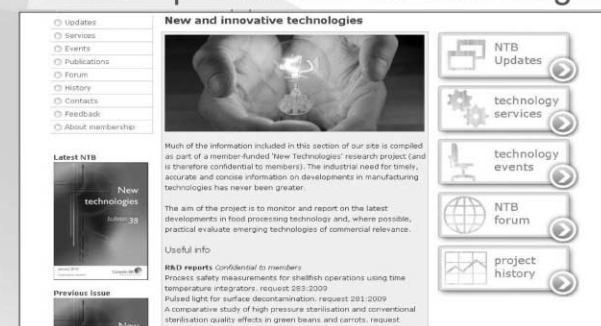 Updates
Services
Events
Publications
Forum
History
Contacts
Feedback
About membership
Latest NTB
New
technologies
bulletin 38
Previous issue
New
New and innovative technologies
Much of the information included in this section of our site is compiled
as part of a member-funded 'New Technologies' research project (and
is therefore confidential to members). The industrial need for timely,
accurate and concise information on developments in manufacturing
technologies has never been greater.
The aim of the project is to monitor and report on the latest
developments in food processing technology and, where possible,
practical evaluate emerging technologies of commercial relevance.
Useful info
R&D reports Confidential to members
Process safety measurements for shellfish operations using time
temperature integrators. request 283:2009
Pulsed light for surface decontamination. request 281:2009
A comparative study of high pressure sterilisation and conventional
sterilisation quality effects in green beans and carrots. request
NTB
Updates
technology
services
technology
events
NTB
forum
project
history